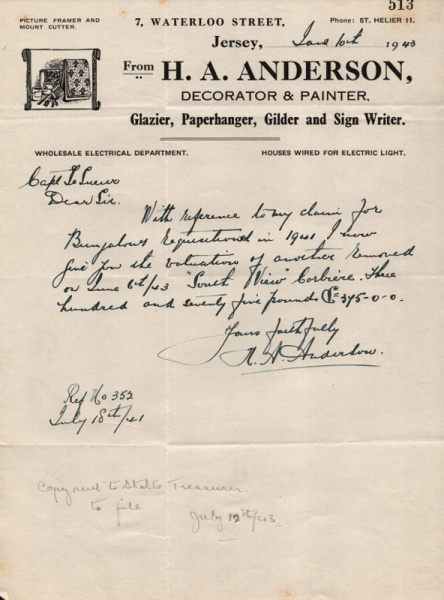 513
PICTURE FRAMER and
MOUNT CUTTER.
7, WATERLOO STREET,
Phone: ST. HELIER 11
Jersey, June 10th 1943
From H. A. ANDERSON,
DECORATOR & PAINTER,
Glazier, Paperhanger, Gilder and Sign Writer.
WHOLESALE ELECTRICAL DEPARTMENT.
HOUSES WIRED FOR ELECTRIC LIGHT.
Capt Le Sueur
Dear Sir.
With reference to my claim for
Bungalows Requisitioned in 1941 I now
give you the valuation of another removed
on June 6th/43 "South View" Corbière. Three
hundred and seventy five pounds £375-0-0.
Yours faithfully
H. A. Anderson.
Ref No 352
July 18th/41
Copy sent to States Treasurer
to file
July 12th/43